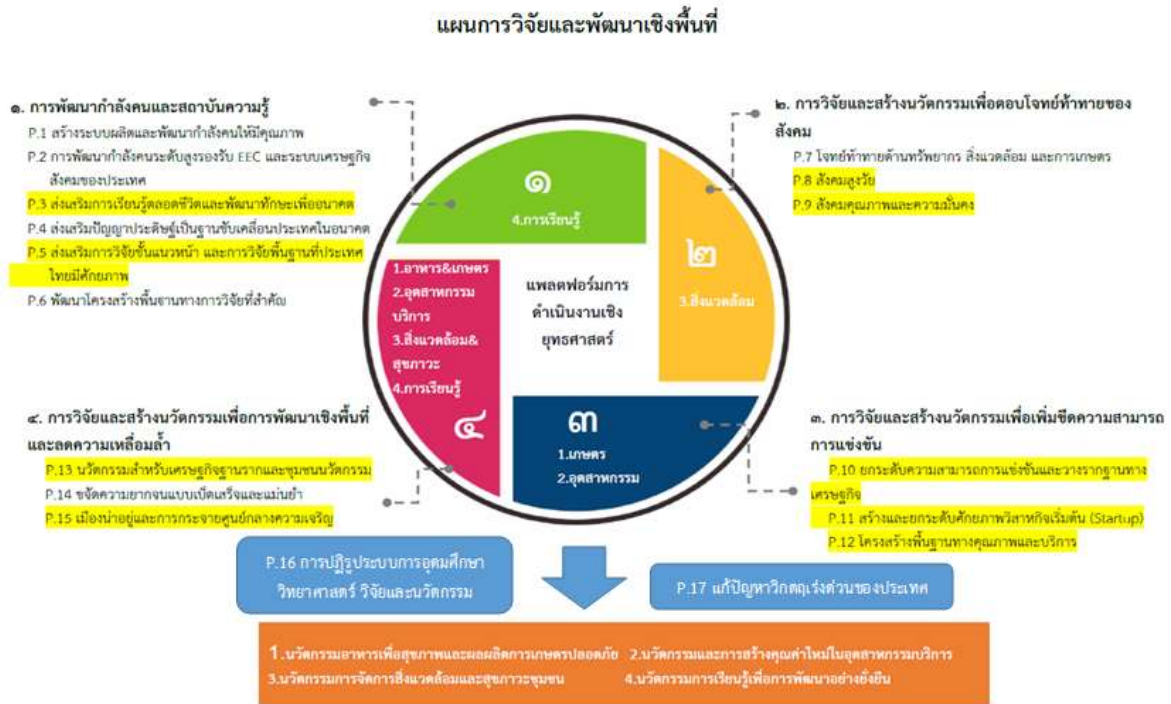 แผนการวิจัยและพัฒนาเชิงพื้นที่
๑. การพัฒนากำลังคนและสถาบันความรู้
P.1 สร้างระบบผลิตและพัฒนากำลังคนให้มีคุณภาพ
P.2 การพัฒนากำลังคนระดับสูงรองรับ EEC และระบบเศรษฐกิจ
สังคมของประเทศ
P.3 ส่งเสริมการเรียนรู้ตลอดชีวิตและพัฒนาทักษะเพื่ออนาคต
P.4 ส่งเสริมปัญญาประดิษฐ์เป็นฐานขับเคลื่อนประเทศในอนาคต
P.5 ส่งเสริมการวิจัยขั้นแนวหน้า และการวิจัยพื้นฐานที่ประเทศ
ไทยมีศักยภาพ
P.6 พัฒนาโครงสร้างพื้นฐานทางการวิจัยที่สำคัญ
๒. การวิจัยและสร้างนวัตกรรมเพื่อตอบโจทย์ท้าทายของ
สังคม
P.7 โจทย์ท้าทายด้านทรัพยากร สิ่งแวดล้อม และการเกษตร
P.8 สังคมสูงวัย
P.9 สังคมคุณภาพและความมั่นคง
๑
4.การเรียนรู้
๒
3.สิ่งแวดล้อม
1.อาหาร&เกษตร
2.อุตสาหกรรม
บริการ
3.สิ่งแวดล้อม&
สุขภาวะ
4.การเรียนรู้
๔
แพลตฟอร์มการ
ดำเนินงานเชิง
ยุทธศาสตร์
๓
1.เกษตร
2.อุตสาหกรรม
๔. การวิจัยและสร้างนวัตกรรมเพื่อการพัฒนาเชิงพื้นที่
และลดความเหลื่อมล้ำ
P.13 นวัตกรรมสำหรับเศรษฐกิจฐานรากและชุมชนนวัตกรรม
P.14 ขจัดความยากจนแบบเบ็ดเสร็จและแม่นยำ
P.15 เมืองน่าอยู่และการกระจายศูนย์กลางความเจริญ
๓. การวิจัยและสร้างนวัตกรรมเพื่อเพิ่มขีดความสามารถ
การแข่งขัน
P.10 ยกระดับความสามารถการแข่งขันและวางรากฐานทาง
เศรษฐกิจ
P.11 สร้างและยกระดับศักยภาพวิสาหกิจเริ่มต้น (Startup)
P.12 โครงสร้างพื้นฐานทางคุณภาพและบริการ
P.16 การปฏิรูประบบการอุดมศึกษา
วิทยาศาสตร์ วิจัยและนวัตกรรม
P.17 แก้ปัญหาวิกตฤเร่งด่วนของประเทศ
1.นวัตกรรมอาหารเพื่อสุขภาพและผลผลิตการเกษตรปลอดภัย 2.นวัตกรรมและการสร้างคุณค่าใหม่ในอุตสาหกรรมบริการ
3.นวัตกรรมการจัดการสิ่งแวดล้อมและสุขภาวะชุมชน 4.นวัตกรรมการเรียนรู้เพื่อการพัฒนาอย่างยั่งยืน